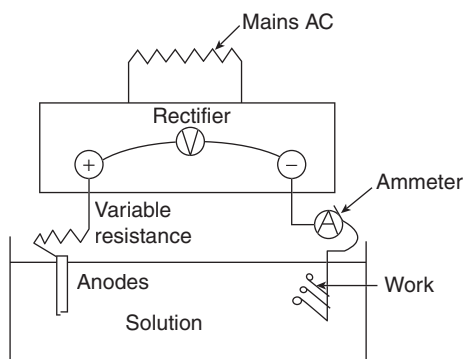 Mains AC
Rectifier
V
+
−
Ammeter
A
Variable
resistance
Anodes
Work
Solution